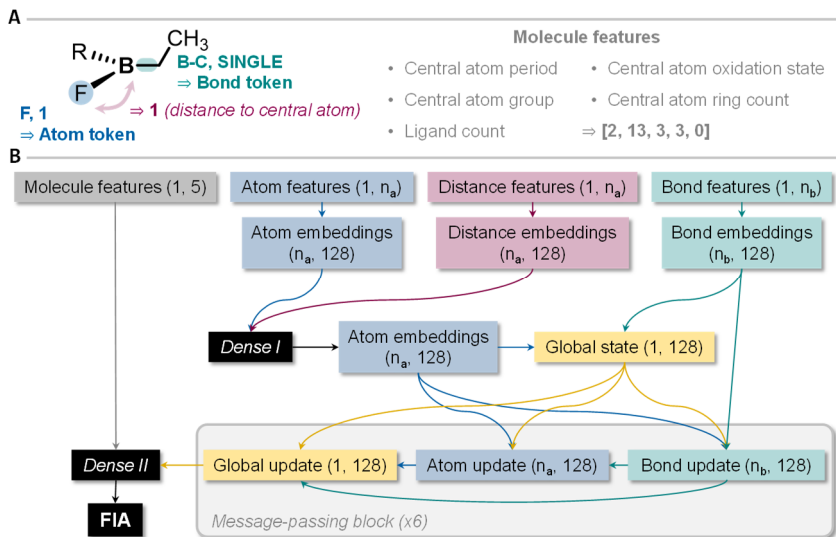 A
R
CH3
B
F
B-C, SINGLE
⇒ Bond token
F, 1
⇒ Atom token
⇒ 1 (distance to central atom)
Molecule features
• Central atom period
• Central atom oxidation state
• Central atom group
• Central atom ring count
• Ligand count
⇒ [2, 13, 3, 3, 0]
B
Molecule features (1, 5)
Atom features (1, na)
Distance features (1, na)
Bond features (1, nb)
Atom embeddings
(na, 128)
Distance embeddings
(na, 128)
Bond embeddings
(nb, 128)
Dense I
Atom embeddings
(na, 128)
Global state (1, 128)
Dense II
Global update (1, 128)
Atom update (na, 128)
Bond update (nb, 128)
FIA
Message-passing block (x6)